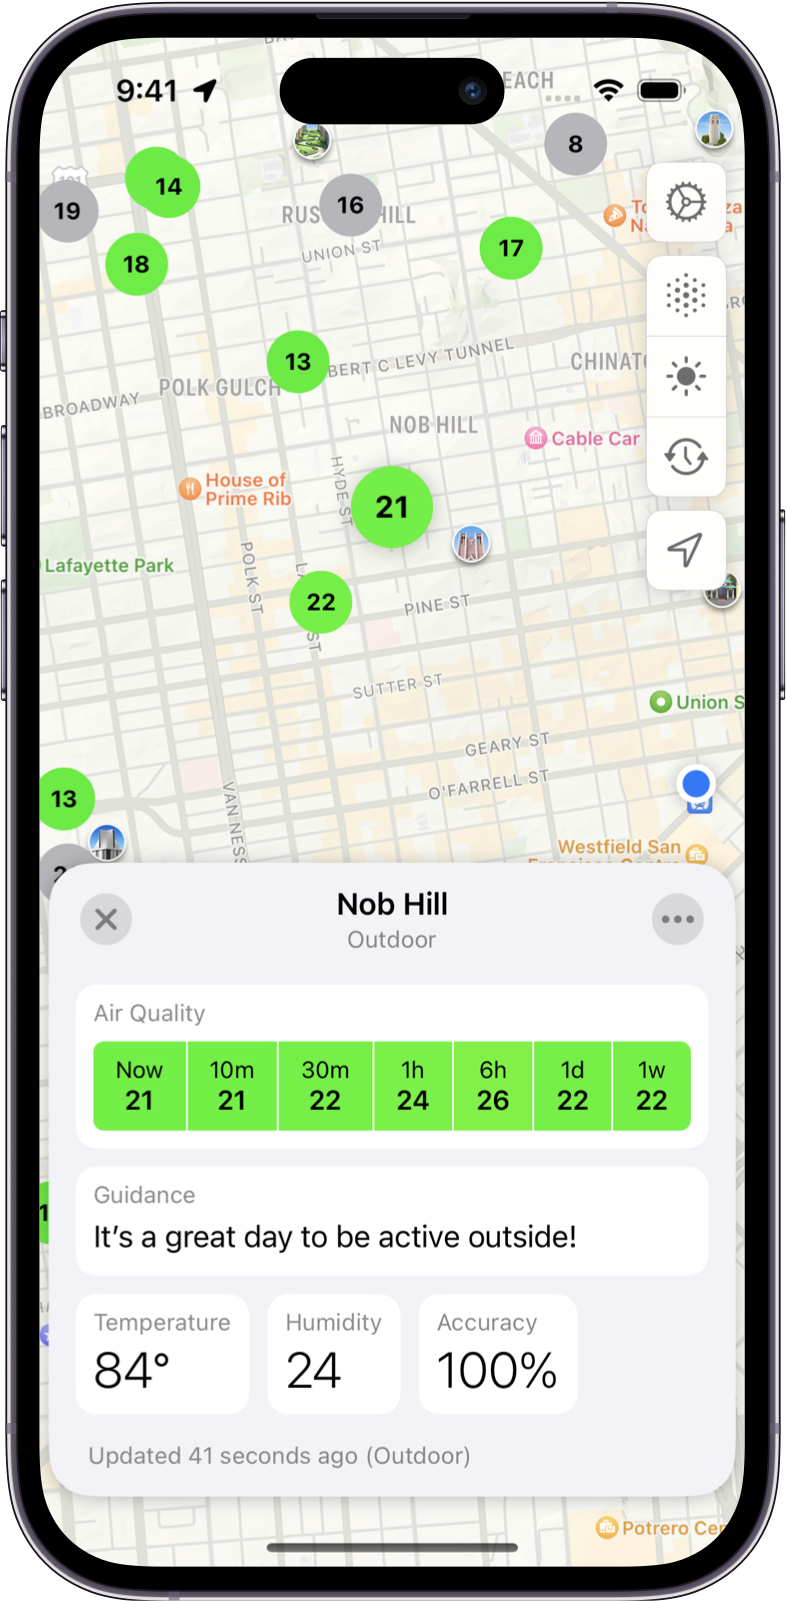 9:41
EACH
8
14
19
16
HILL
UNION ST
17
18
13
BERT C LEVY TUNNEL
POLK GULCH
BROADWAY
NOB HILL
Cable Car
HYDE ST
House of
Prime Rib
21
Lafayette Park
POLK ST
22
PINE ST
ST
SUTTER ST
Union S
GEARY ST
O'FARRELL ST
13
VAN NESS
Westfield San
Nob Hill
Outdoor
Air Quality
Now 10m 30m 1h 6h 1d 1w
21 21 22 24 26 22 22
Guidance
It’s a great day to be active outside!
Temperature Humidity Accuracy
84° 24 100%
Updated 41 seconds ago (Outdoor)
Potrero Cen